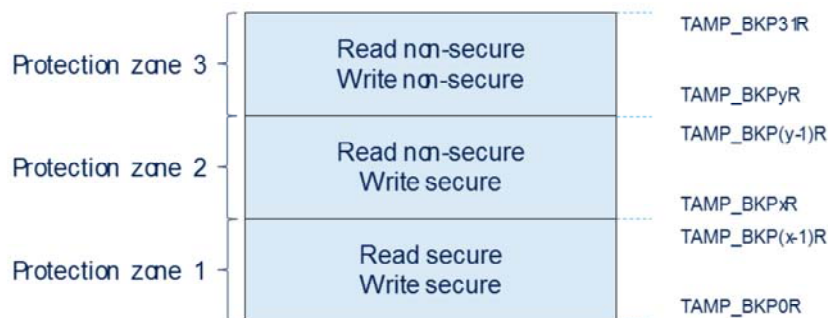 TAMP_BKP31R
Protection zone 3
Read non-secure
Write non-secure
TAMP_BKPyR
TAMP_BKP(y-1)R
Protection zone 2
Read non-secure
Write secure
TAMP_BKPxR
TAMP_BKP(x-1)R
Protection zone 1
Read secure
Write secure
TAMP_BKP0R